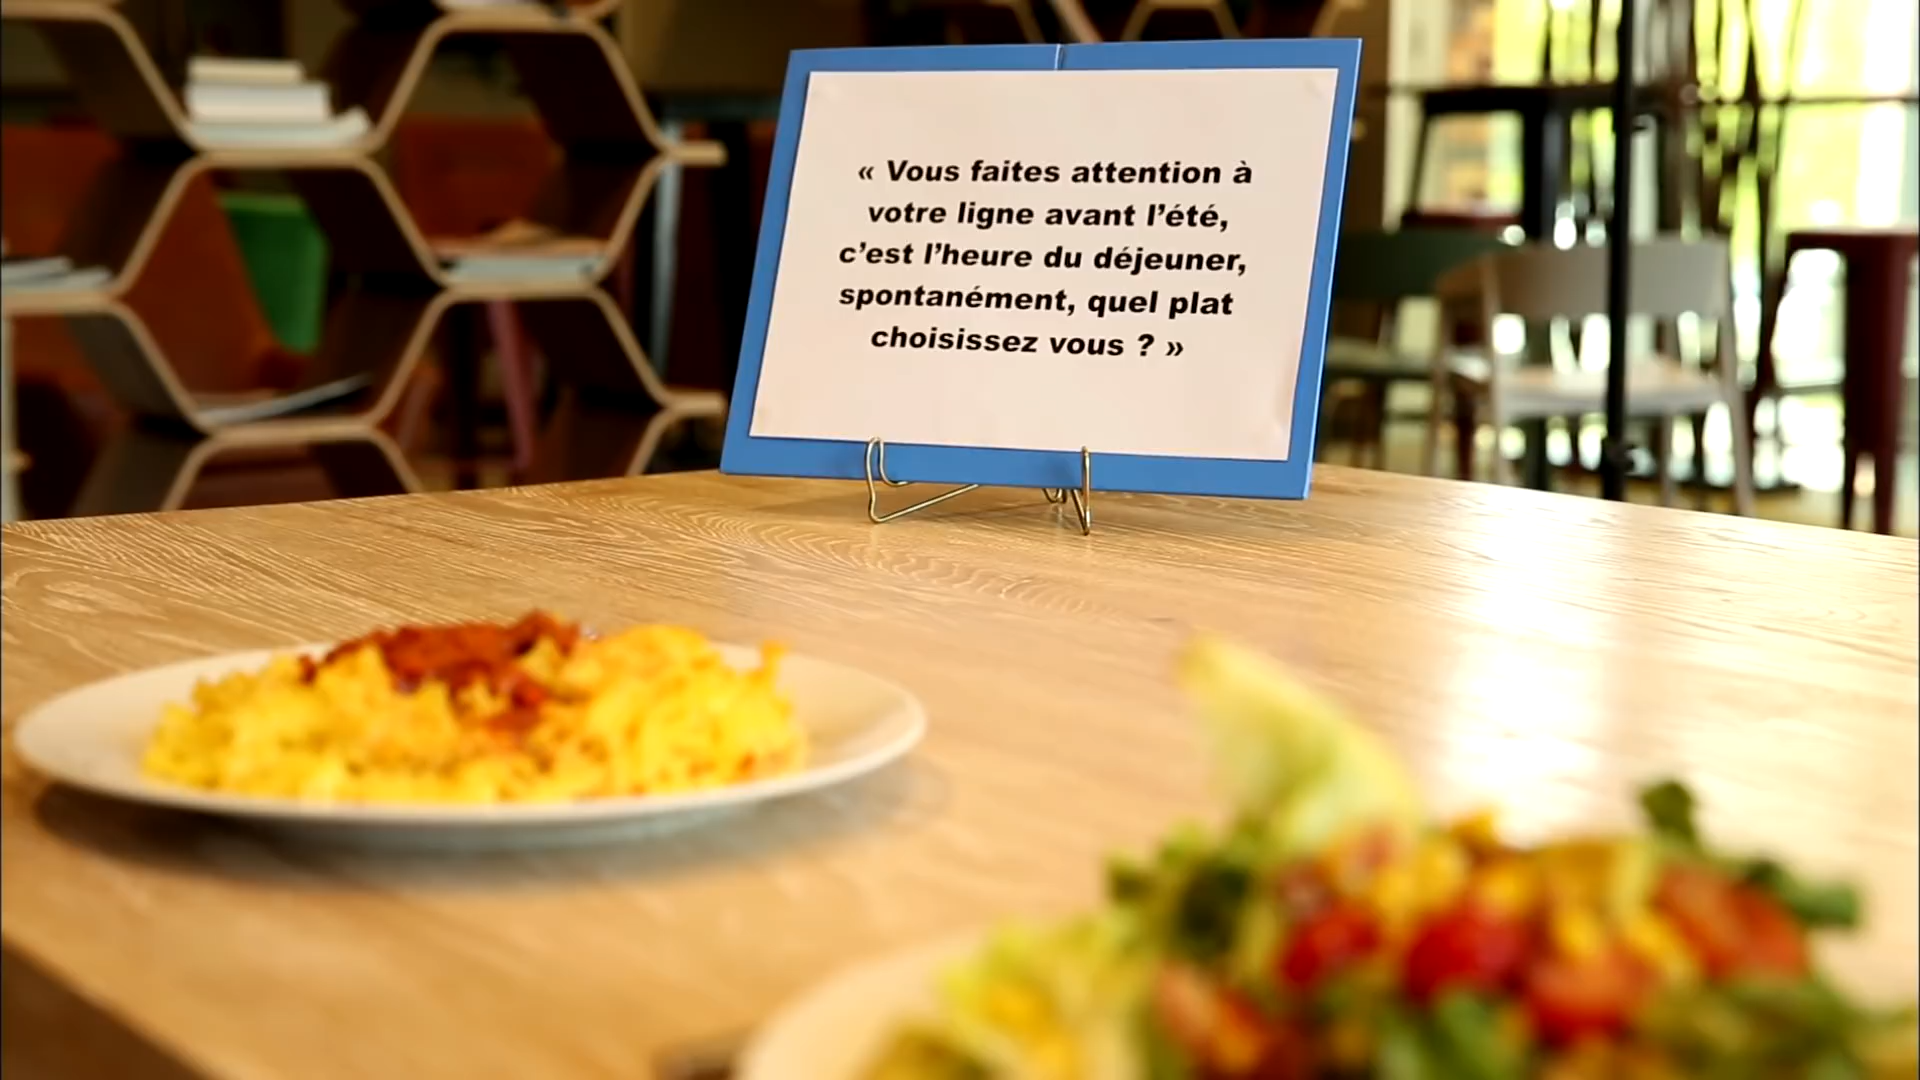 « Vous faites attention à
votre ligne avant l’été,
c’est l’heure du déjeuner,
spontanément, quel plat
choisissez vous ? »